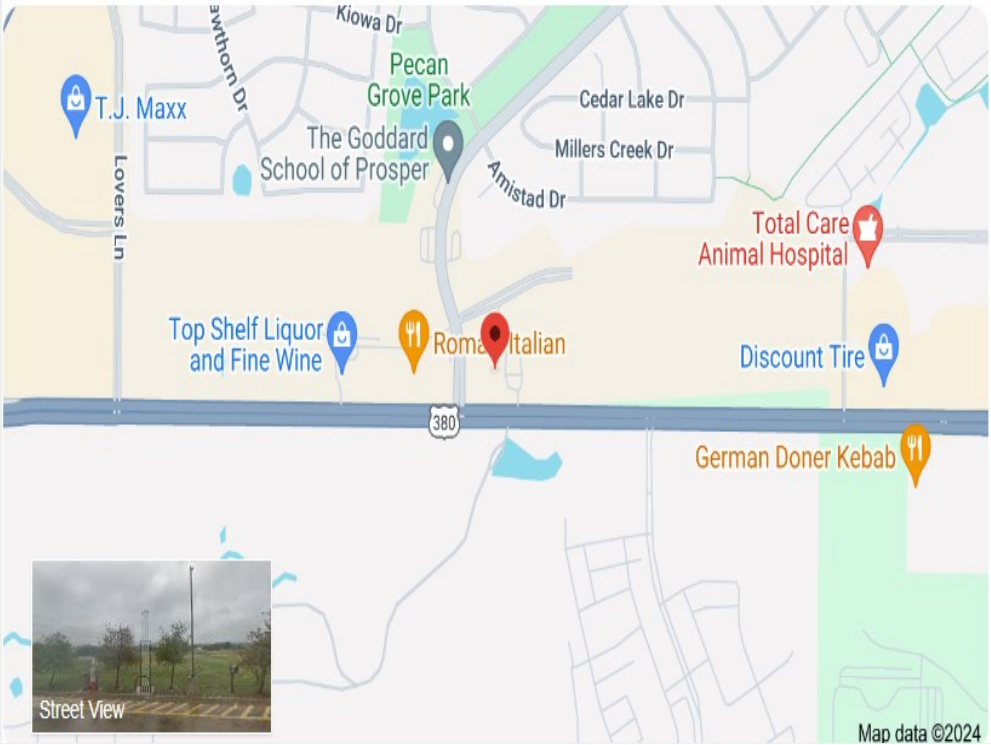 Kiowa Dr
awthorn Dr
Pecan
Grove Park
T.J. Maxx
Cedar Lake Dr
The Goddard
School of Prosper
Millers Creek Dr
Amistad Dr
Lovers Ln
Total Care
Animal Hospital
Top Shelf Liquor
and Fine Wine
Roma Italian
Discount Tire
380
German Doner Kebab
Street View
Map data ©2024